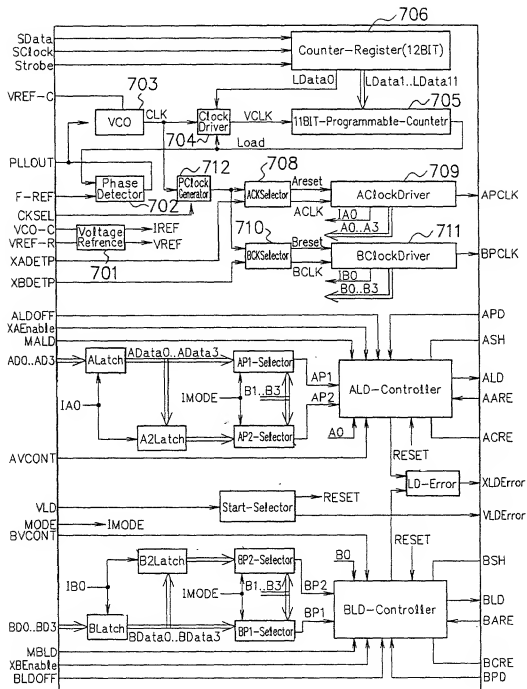 706
SData
SClock
Strobe
Counter-Register(12BIT)
LData0
LData1..LData11
VREF-C
703
VCO
CLK
Clock
Driver
704
VCLK
705
11BIT-Programmable-Countetr
Load
PLLOUT
F-REF
Phase
Detector
702
712
PClock
Generator
708
ACKSelector
Areset
ACLK
709
AClockDriver
APCLK
IA0
A0..A3
CKSEL
VCO-C
VREF-R
Voltage
Refrence
701
IREF
VREF
XADETP
XBDETP
710
BCKSelector
Breset
BCLK
711
BClockDriver
BPCLK
IB0
B0..B3
ALDOFF
XAEnable
MALD
AD0..AD3
ALatch
AData0..AData3
AP1-Selector
AP1
IA0
IMODE
B1..B3
AP2
A2Latch
AP2-Selector
A0
ALD-Controller
RESET
APD
ASH
ALD
AARE
ACRE
AVCONT
LD-Error
XLDError
VLD
Start-Selector
RESET
VLDError
MODE
IMODE
BVCONT
B0
RESET
B2Latch
BP2-Selector
BP2
IB0
IMODE
B1..B3
BP1
BD0..BD3
BLatch
BData0..BData3
BP1-Selector
BLD-Controller
BSH
BLD
BARE
BCRE
BPD
MBLD
XBEnable
BLDOFF